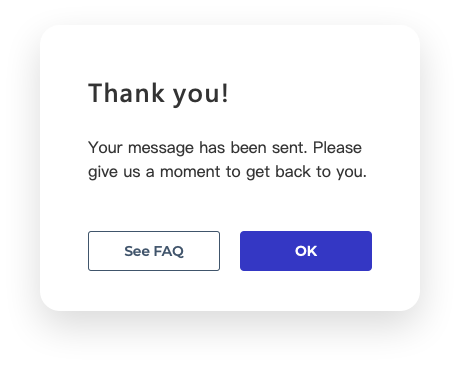 Thank you!
Your message has been sent. Please
give us a moment to get back to you.
See FAQ
OK